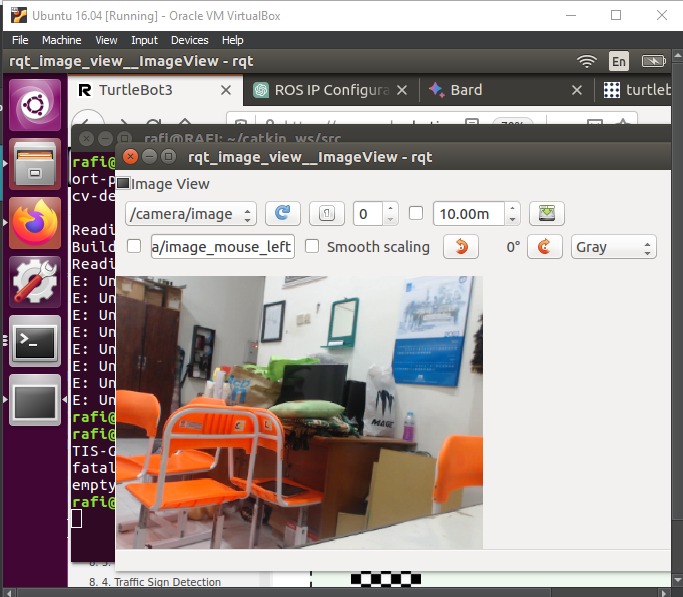 Ubuntu 16.04 [Running] - Oracle VM VirtualBox
File Machine View Input Devices Help
rqt_image_view__ImageView - rqt
En
TurtleBot3
ROS IP Configura
Bard
turtleb
70%
rafi@RAFI: ~/catkin_ws/src
rqt_image_view__ImageView - rqt
Image View
/camera/image
0
10.00m
a/image_mouse_left
Smooth scaling
0°
Gray
rafi@
ort-p
cv-de
Readi
Build
Readi
E: Un
E: Un
E: Un
E: Un
E: Un
E: Un
E: Un
E: Un
rafi@
rafi@
TIS-C
fatal
empty
rafi@
8. 4. Traffic Sign Detection